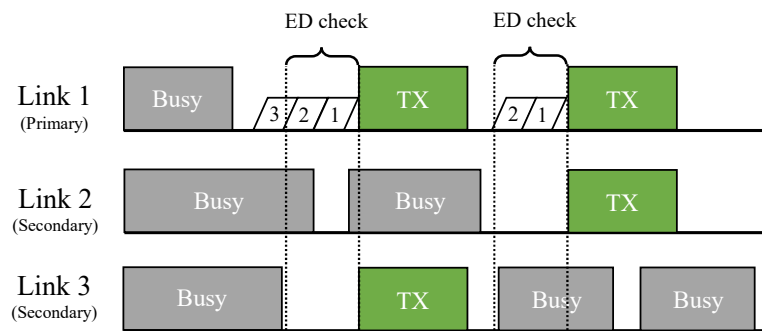 ED check ED check
Link 1 Busy 3 2 1 TX 2 1 TX
(Primary)
Link 2 Busy Busy TX
(Secondary)
Link 3 Busy TX Busy Busy
(Secondary)